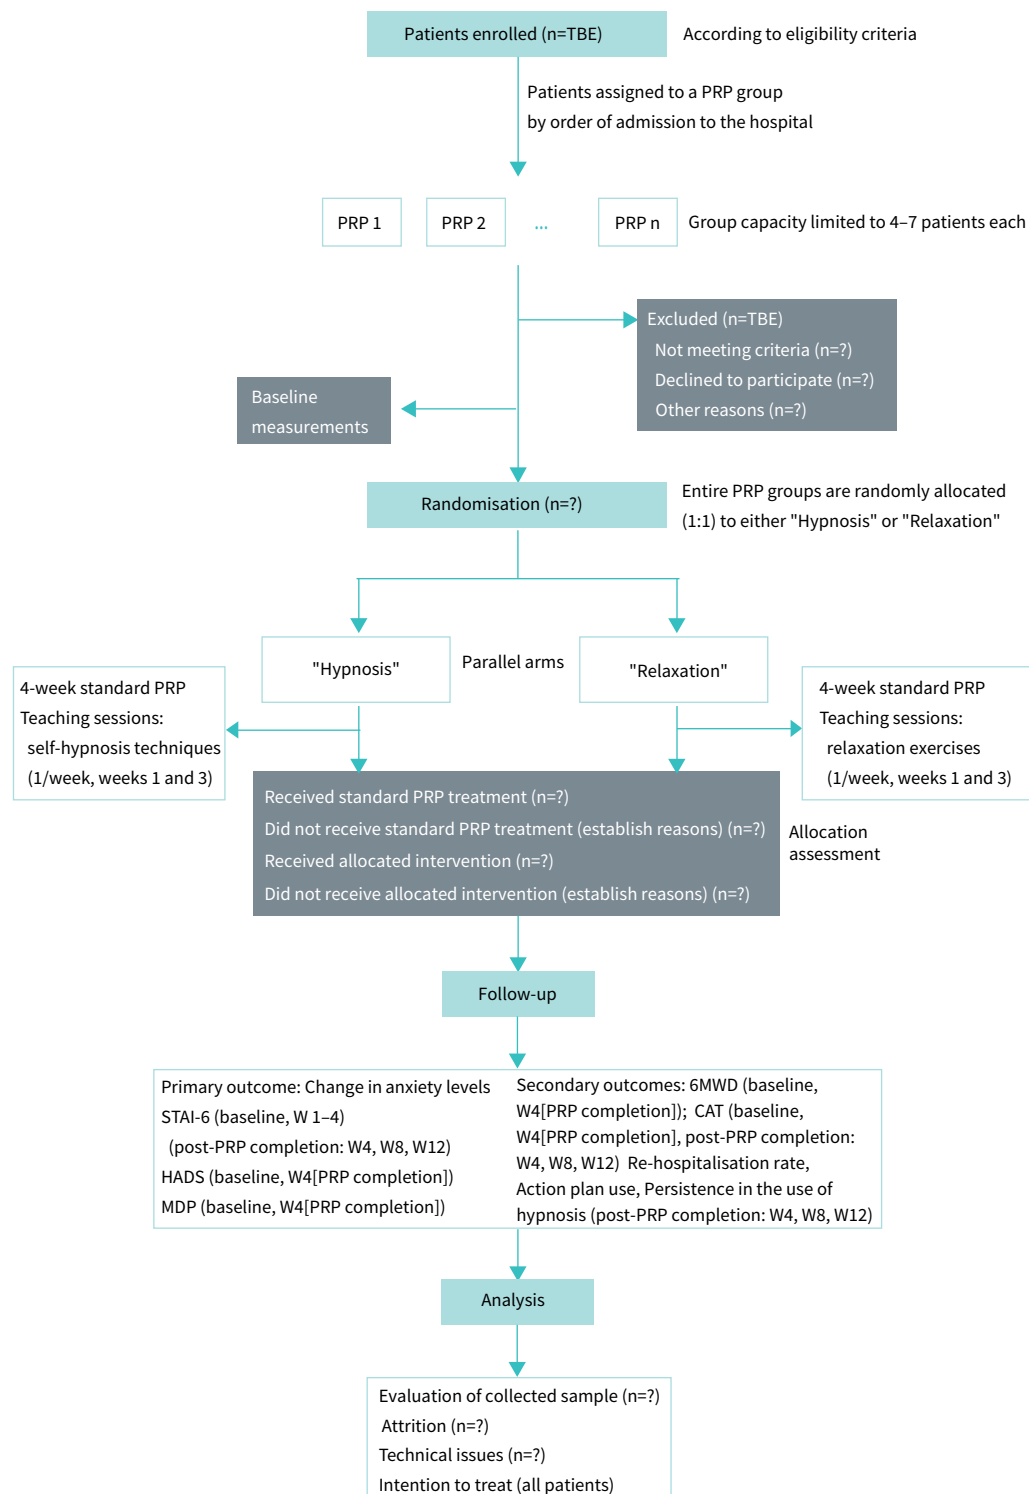 Patients enrolled (n=TBE)
According to eligibility criteria
Patients assigned to a PRP group
by order of admission to the hospital
PRP 1
PRP 2
...
PRP n
Group capacity limited to 4–7 patients each
Excluded (n=TBE)
Not meeting criteria (n=?)
Declined to participate (n=?)
Other reasons (n=?)
Baseline
measurements
Randomisation (n=?)
Entire PRP groups are randomly allocated
(1:1) to either "Hypnosis" or "Relaxation"
"Hypnosis"
Parallel arms
"Relaxation"
4-week standard PRP
Teaching sessions:
self-hypnosis techniques
(1/week, weeks 1 and 3)
4-week standard PRP
Teaching sessions:
relaxation exercises
(1/week, weeks 1 and 3)
Received standard PRP treatment (n=?)
Did not receive standard PRP treatment (establish reasons) (n=?)
Received allocated intervention (n=?)
Did not receive allocated intervention (establish reasons) (n=?)
Allocation
assessment
Follow-up
Primary outcome: Change in anxiety levels
STAI-6 (baseline, W 1–4)
(post-PRP completion: W4, W8, W12)
HADS (baseline, W4[PRP completion])
MDP (baseline, W4[PRP completion])
Secondary outcomes: 6MWD (baseline,
W4[PRP completion]); CAT (baseline,
W4[PRP completion], post-PRP completion:
W4, W8, W12) Re-hospitalisation rate,
Action plan use, Persistence in the use of
hypnosis (post-PRP completion: W4, W8, W12)
Analysis
Evaluation of collected sample (n=?)
Attrition (n=?)
Technical issues (n=?)
Intention to treat (all patients)